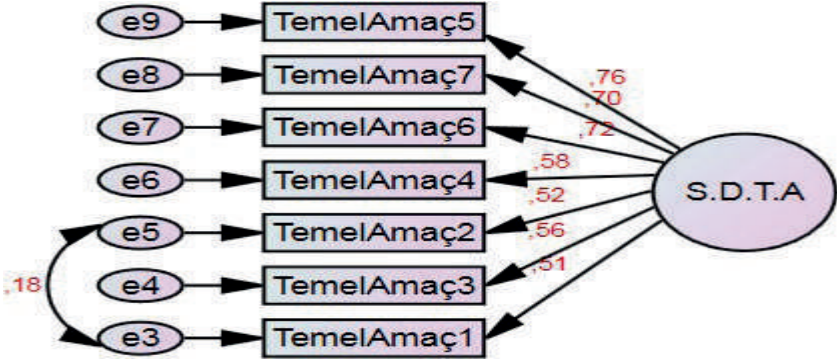 e9 TemelAmaç5
,76
e8 TemelAmaç7
,70
e7 TemelAmaç6
,72
e6 TemelAmaç4
,58
S.D.T.A
,52
e5 TemelAmaç2
,56
,18
e4 TemelAmaç3
,51
e3 TemelAmaç1